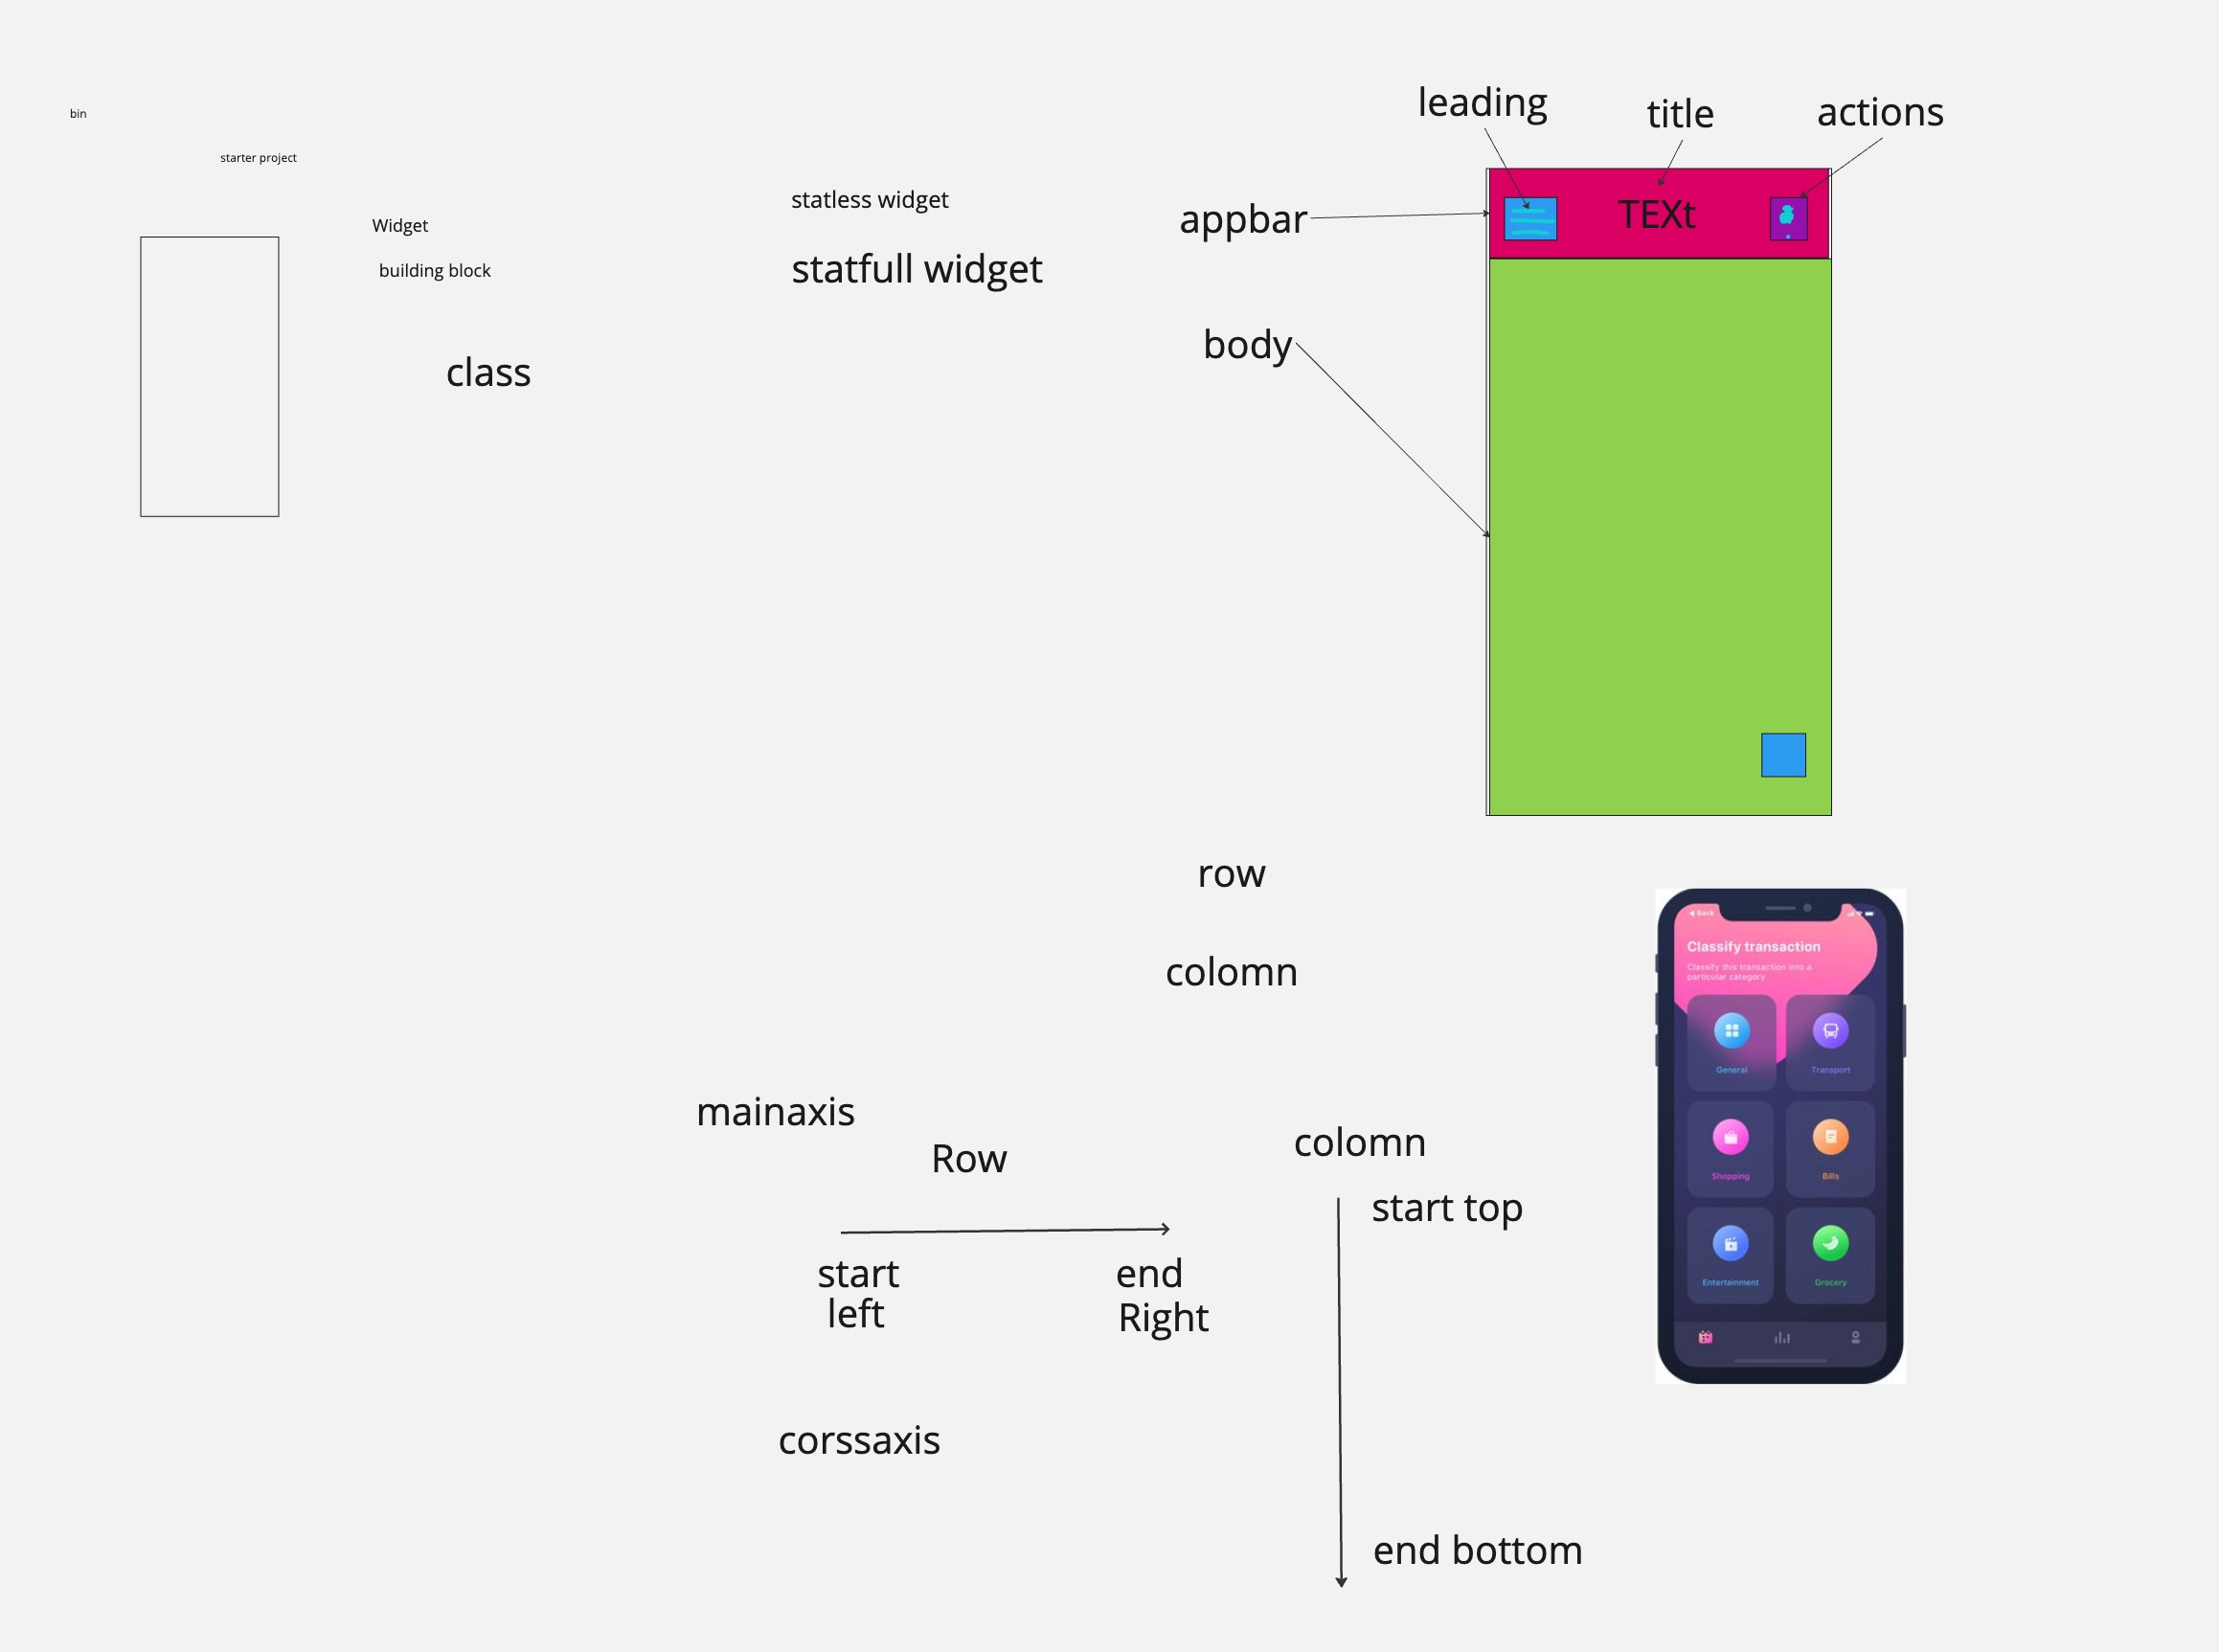 bin
starter project
Widget
building block
class
statless widget
statfull widget
leading
title
actions
appbar
TEXt
body
row
colomn
mainaxis
Row
start
left
end
Right
corssaxis
colomn
start top
end bottom
Back
Classify transaction
Classify this transaction into a
particular category
General
Transport
Shopping
Bills
Entertainment
Grocery